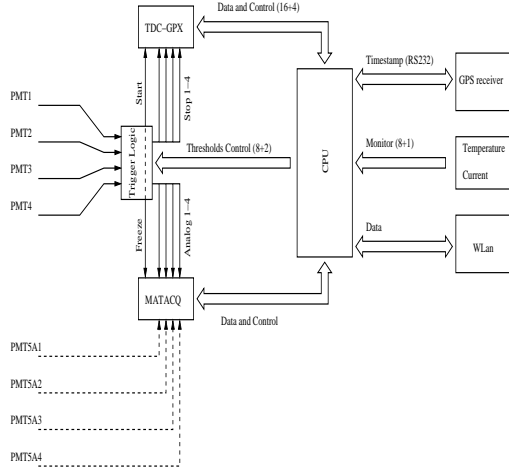 TDC-GPX
Data and Control (16+4)
Timestamp (RS232)
GPS receiver
Start
Stop 1-4
PMT1
PMT2
PMT3
PMT4
Trigger Logic
Thresholds Control (8+2)
CPU
Monitor (8+1)
Temperature
Current
Freeze
Analog 1-4
Data
WLan
MATACQ
Data and Control
PMT5A1
PMT5A2
PMT5A3
PMT5A4